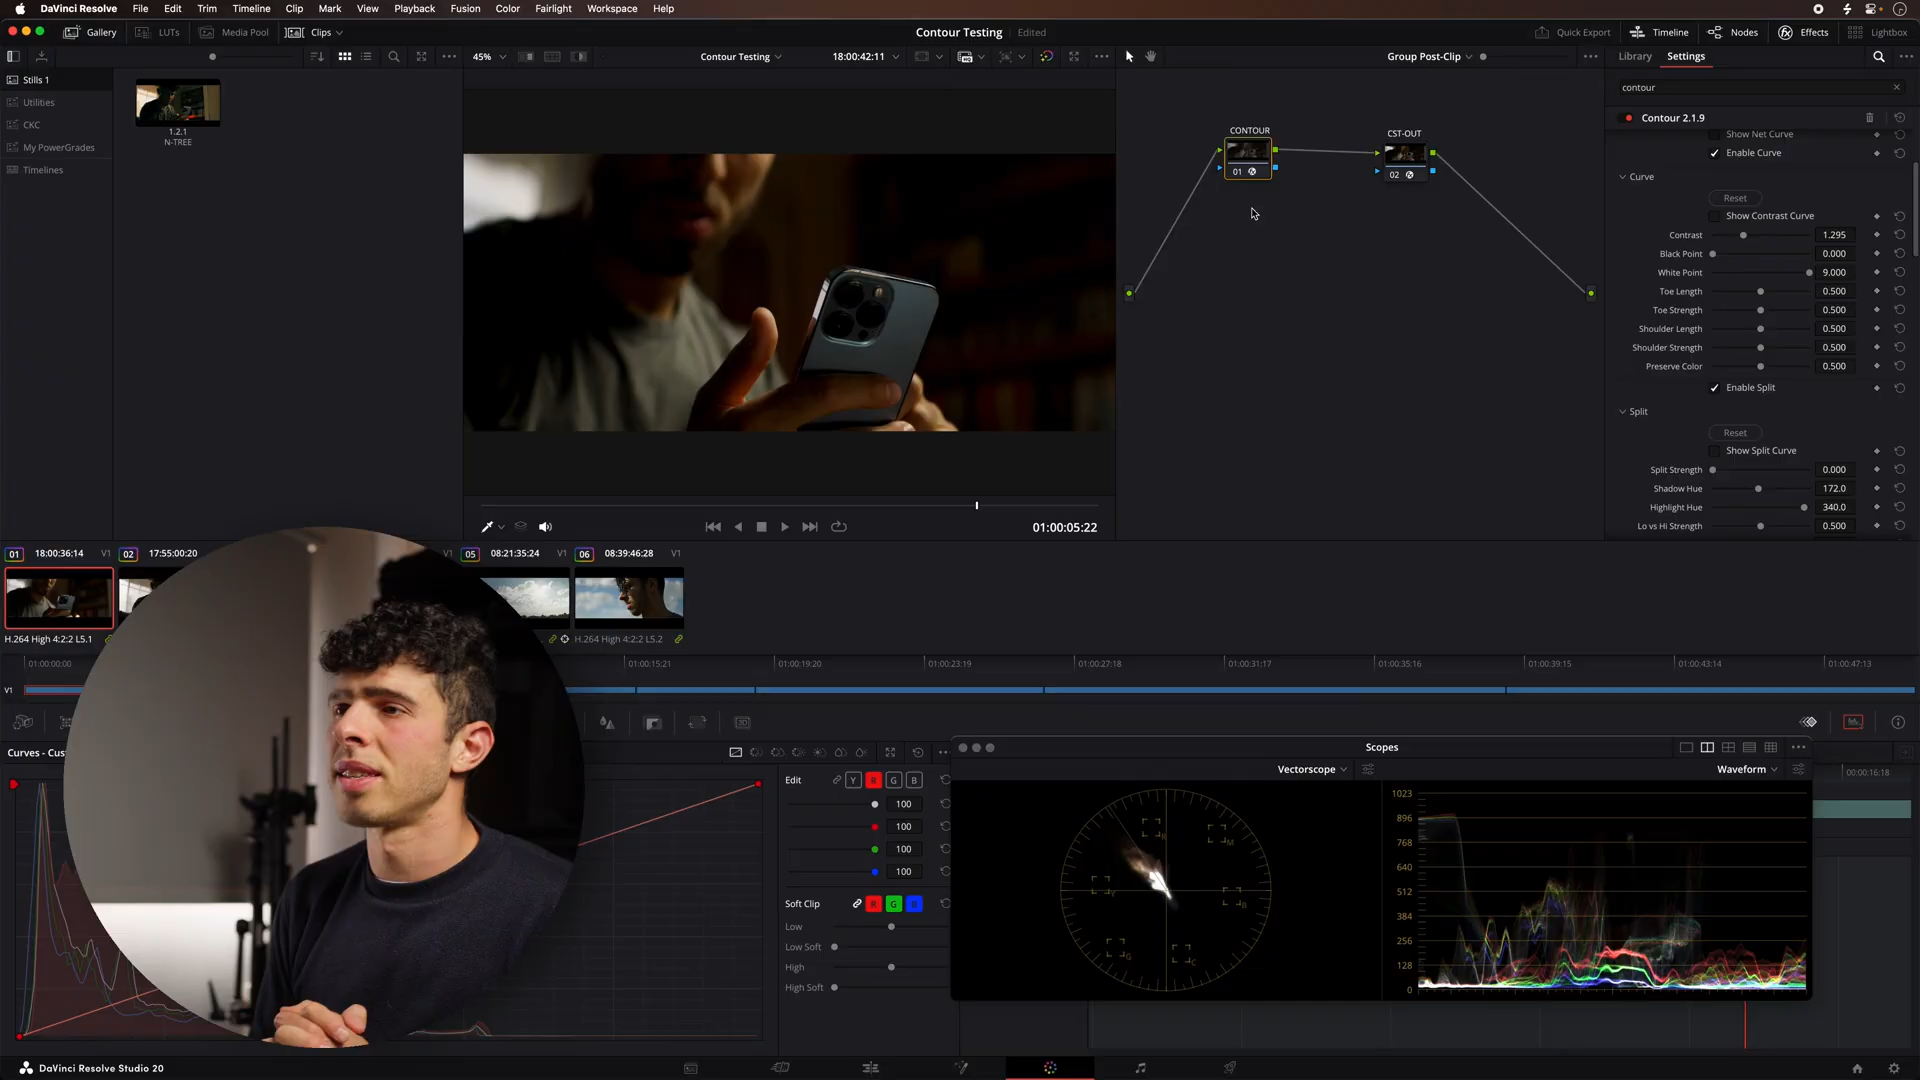 DaVinci Resolve File Edit Trim Timeline Clip Mark View Playback Fusion Color Fairlight Workspace Help
Gallery LUTs Media Pool Clips Contour Testing Edited Quick Export Timeline Nodes Effects Lightbox
45% Contour Testing 18:00:42:11 Group Post-Clip Library Settings
Stills 1
Utilities
CKC
My PowerGrades
Timelines
1.2.1
N-TREE
CONTOUR
01
CST-OUT
02
contour
Contour 2.1.9
Show Net Curve
Enable Curve
Curve
Reset
Show Contrast Curve
Contrast 1.295
Black Point 0.000
White Point 9.000
Toe Length 0.500
Toe Strength 0.500
Shoulder Length 0.500
Shoulder Strength 0.500
Preserve Color 0.500
Enable Split
Split
Reset
Show Split Curve
Split Strength 0.000
Shadow Hue 172.0
Highlight Hue 340.0
Lo vs Hi Strength 0.500
01:00:05:22
01 18:00:36:14 V1 02 17:55:00:20 V1 05 08:21:35:24 V1 06 08:39:46:28 V1
H.264 High 4:2:2 L5.1 H.264 High 4:2:2 L5.2
01:00:00:00 01:00:15:21 01:00:19:20 01:00:23:19 01:00:27:18 01:00:31:17 01:00:35:16 01:00:39:15 01:00:43:14 01:00:47:13
V1
Curves - Cus
Edit Y R G B
100
100
100
100
Soft Clip R G B
Low
Low Soft
High
High Soft
Scopes
Vectorscope Waveform
00:00:16:18
R
M
Y
B
G
C
1023
896
768
640
512
384
256
128
0
DaVinci Resolve Studio 20